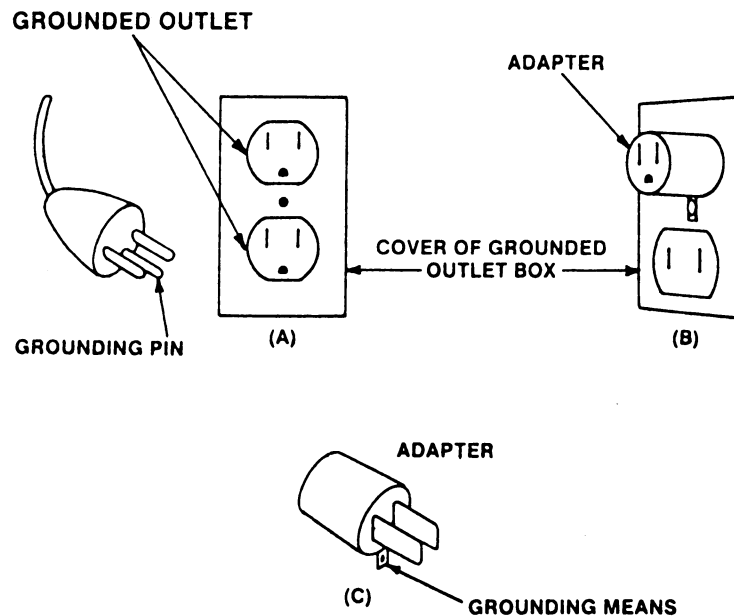 GROUNDED OUTLET
ADAPTER
COVER OF GROUNDED
OUTLET BOX
GROUNDING PIN
(A)
(B)
ADAPTER
(C)
GROUNDING MEANS